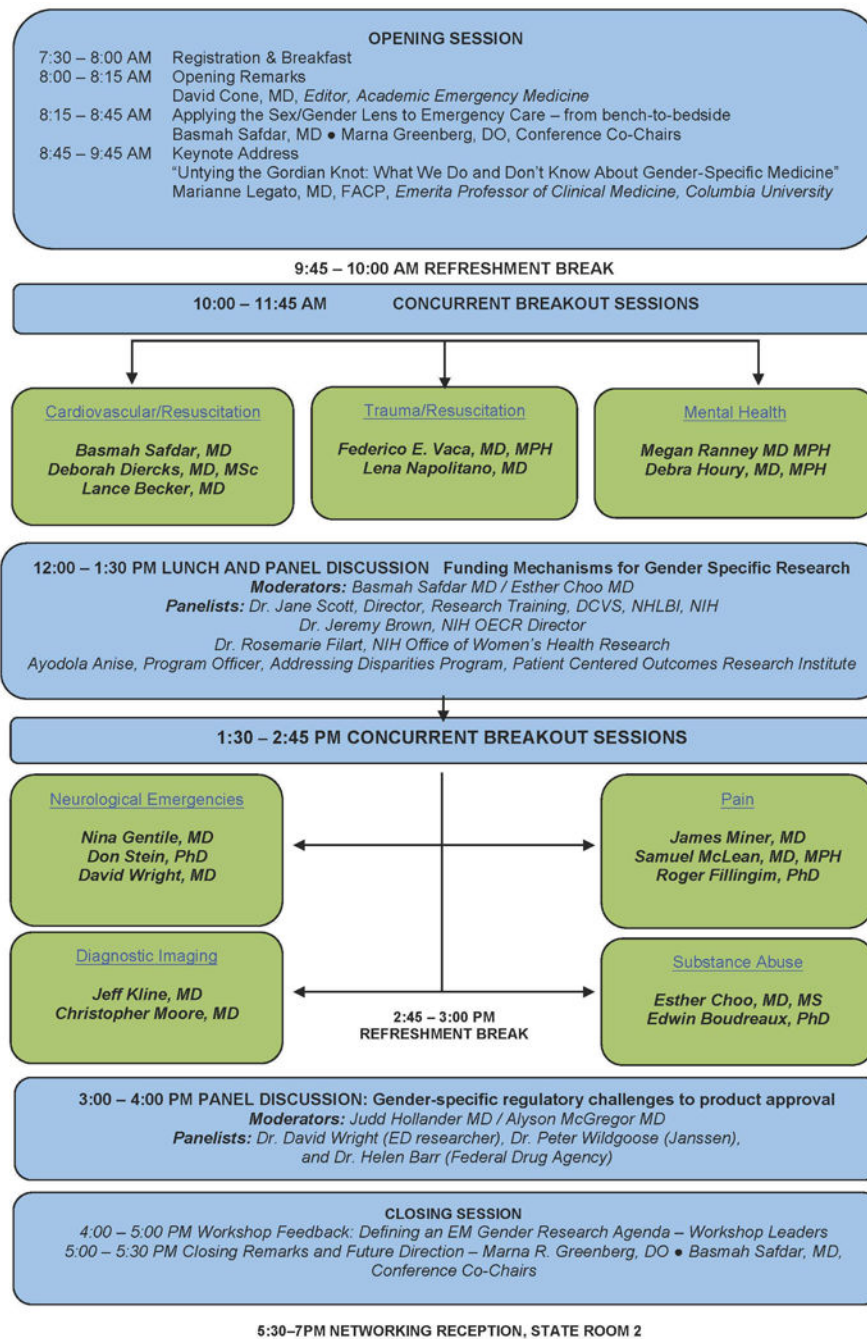 OPENING SESSION
7:30 – 8:00 AM Registration & Breakfast
8:00 – 8:15 AM Opening Remarks
David Cone, MD, Editor, Academic Emergency Medicine
8:15 – 8:45 AM Applying the Sex/Gender Lens to Emergency Care – from bench-to-bedside
Basmah Safdar, MD ● Marna Greenberg, DO, Conference Co-Chairs
8:45 – 9:45 AM Keynote Address
“Untying the Gordian Knot: What We Do and Don’t Know About Gender-Specific Medicine”
Marianne Legato, MD, FACP, Emerita Professor of Clinical Medicine, Columbia University
9:45 – 10:00 AM REFRESHMENT BREAK
10:00 – 11:45 AM CONCURRENT BREAKOUT SESSIONS
Cardiovascular/Resuscitation
Basmah Safdar, MD
Deborah Diercks, MD, MSc
Lance Becker, MD
Trauma/Resuscitation
Federico E. Vaca, MD, MPH
Lena Napolitano, MD
Mental Health
Megan Ranney MD MPH
Debra Houry, MD, MPH
12:00 – 1:30 PM LUNCH AND PANEL DISCUSSION Funding Mechanisms for Gender Specific Research
Moderators: Basmah Safdar MD / Esther Choo MD
Panelists: Dr. Jane Scott, Director, Research Training, DCVS, NHLBI, NIH
Dr. Jeremy Brown, NIH OECR Director
Dr. Rosemarie Filart, NIH Office of Women’s Health Research
Ayodola Anise, Program Officer, Addressing Disparities Program, Patient Centered Outcomes Research Institute
1:30 – 2:45 PM CONCURRENT BREAKOUT SESSIONS
Neurological Emergencies
Nina Gentile, MD
Don Stein, PhD
David Wright, MD
Pain
James Miner, MD
Samuel McLean, MD, MPH
Roger Fillingim, PhD
Diagnostic Imaging
Jeff Kline, MD
Christopher Moore, MD
Substance Abuse
Esther Choo, MD, MS
Edwin Boudreaux, PhD
2:45 – 3:00 PM
REFRESHMENT BREAK
3:00 – 4:00 PM PANEL DISCUSSION: Gender-specific regulatory challenges to product approval
Moderators: Judd Hollander MD / Alyson McGregor MD
Panelists: Dr. David Wright (ED researcher), Dr. Peter Wildgoose (Janssen),
and Dr. Helen Barr (Federal Drug Agency)
CLOSING SESSION
4:00 – 5:00 PM Workshop Feedback: Defining an EM Gender Research Agenda – Workshop Leaders
5:00 – 5:30 PM Closing Remarks and Future Direction – Marna R. Greenberg, DO ● Basmah Safdar, MD,
Conference Co-Chairs
5:30–7PM NETWORKING RECEPTION, STATE ROOM 2